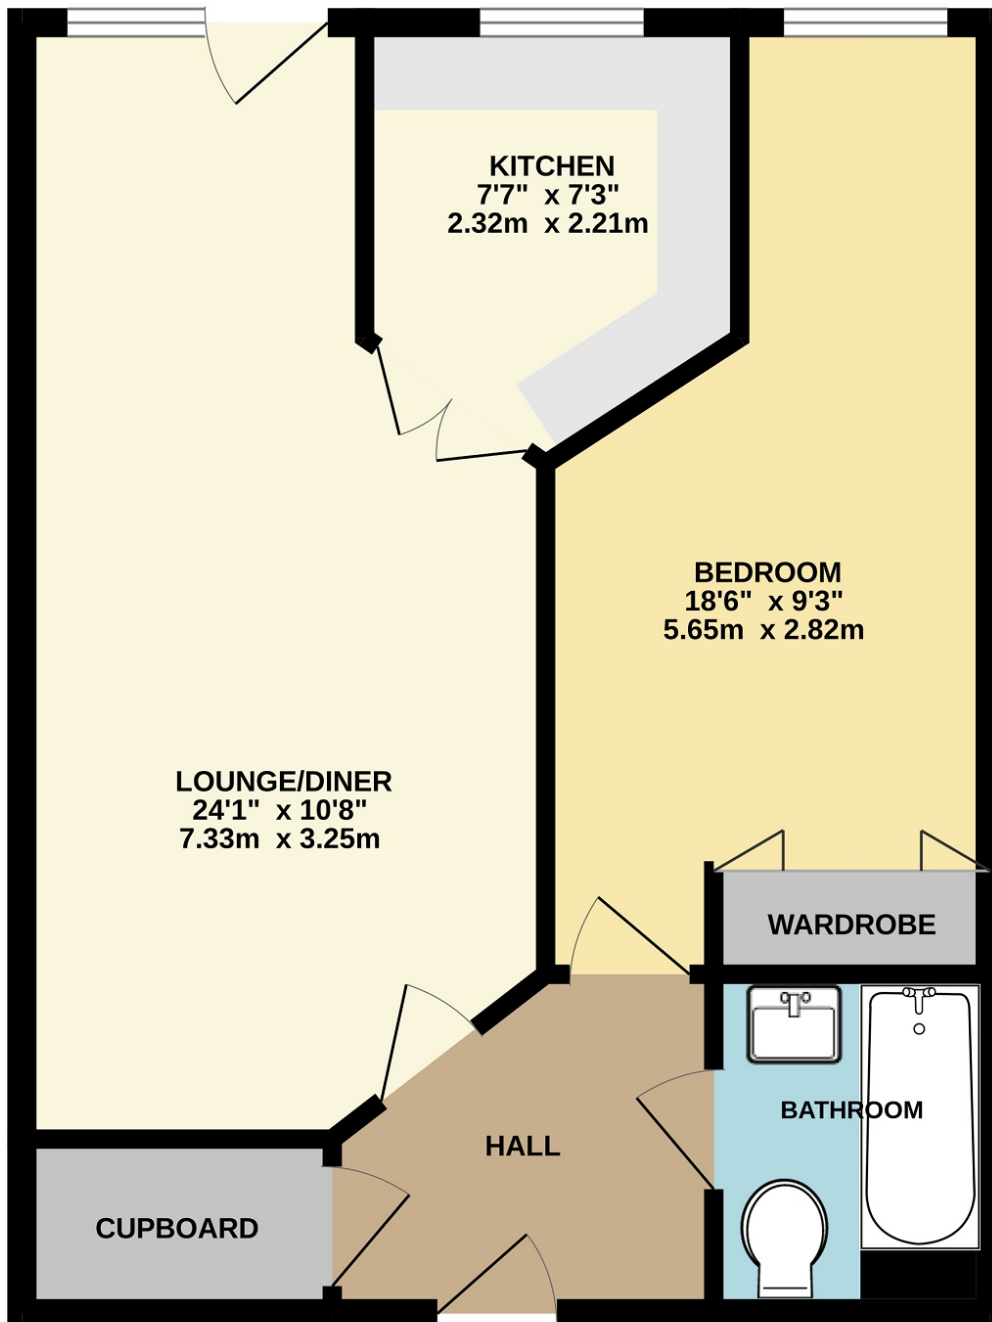 KITCHEN
7'7" x 7'3"
2.32m x 2.21m
BEDROOM
18'6" x 9'3"
5.65m x 2.82m
LOUNGE/DINER
24'1" x 10'8"
7.33m x 3.25m
WARDROBE
BATHROOM
HALL
CUPBOARD